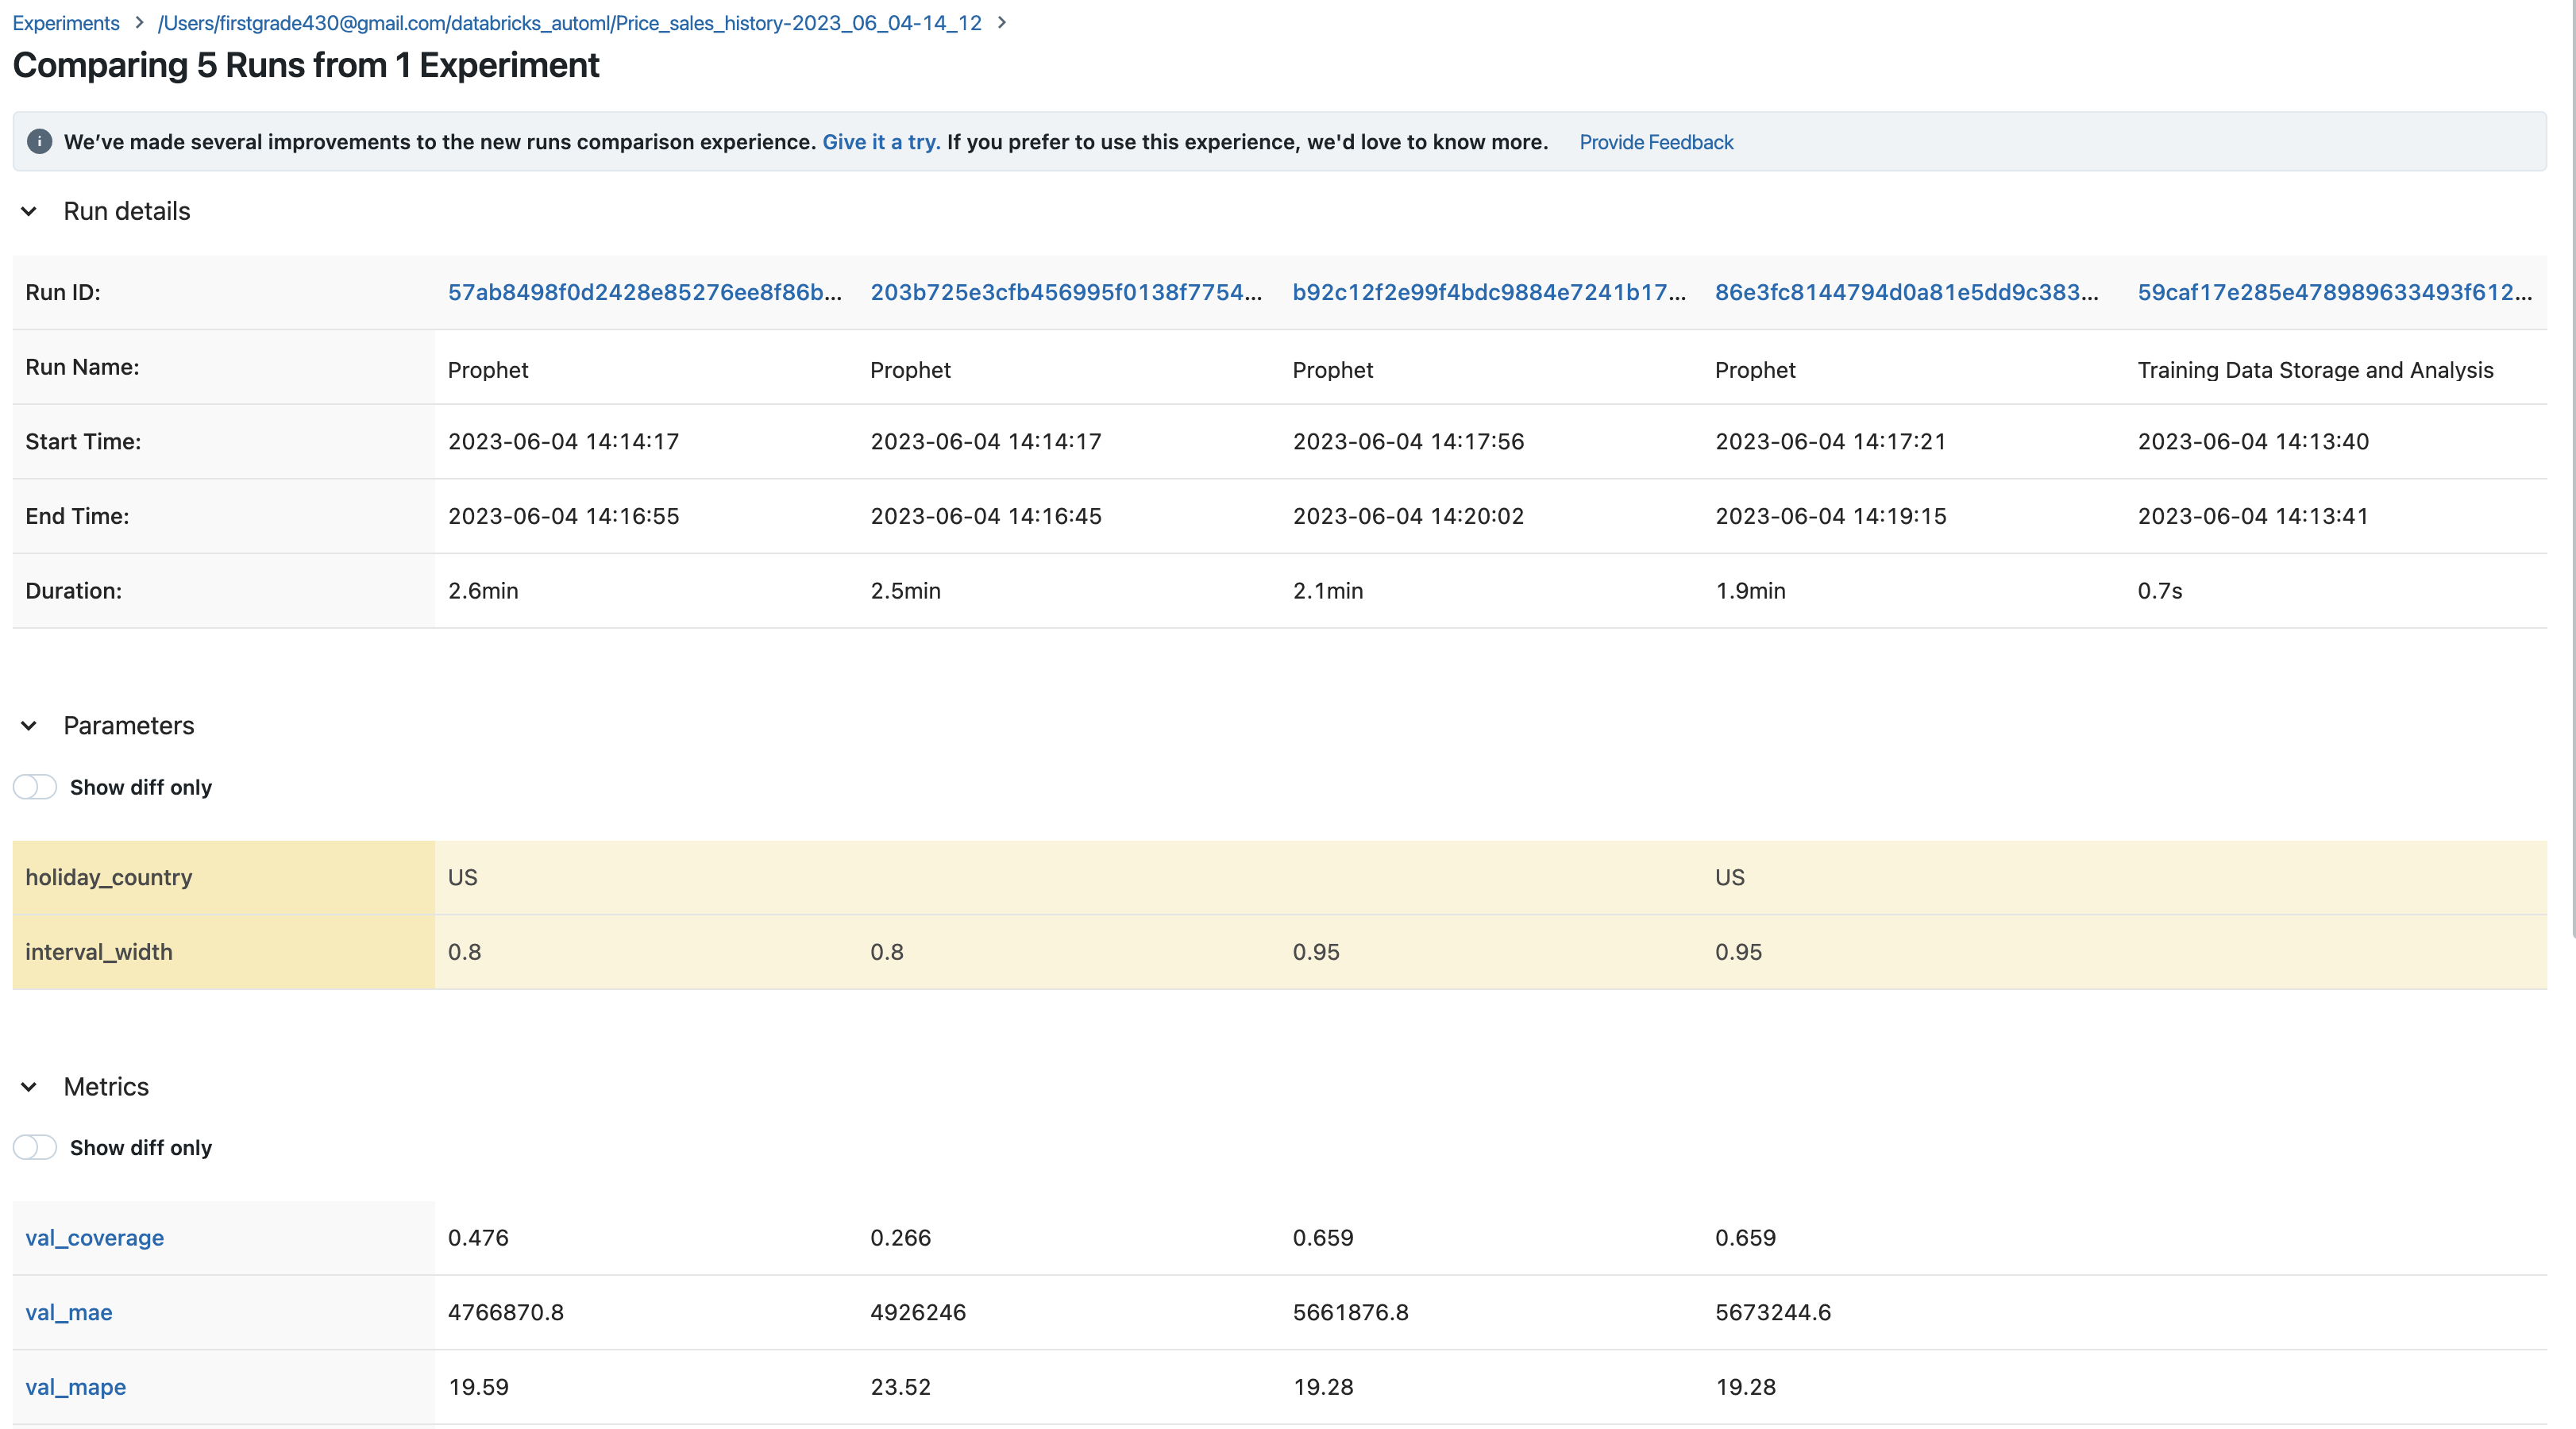 Experiments > /Users/firstgrade430@gmail.com/databricks_automl/Price_sales_history-2023_06_04-14_12 >
Comparing 5 Runs from 1 Experiment
We’ve made several improvements to the new runs comparison experience. Give it a try. If you prefer to use this experience, we'd love to know more. Provide Feedback
Run details
Run ID: 57ab8498f0d2428e85276ee8f86b... 203b725e3cfb456995f0138f7754... b92c12f2e99f4bdc9884e7241b17... 86e3fc8144794d0a81e5dd9c383... 59caf17e285e478989633493f612...
Run Name: Prophet Prophet Prophet Prophet Training Data Storage and Analysis
Start Time: 2023-06-04 14:14:17 2023-06-04 14:14:17 2023-06-04 14:17:56 2023-06-04 14:17:21 2023-06-04 14:13:40
End Time: 2023-06-04 14:16:55 2023-06-04 14:16:45 2023-06-04 14:20:02 2023-06-04 14:19:15 2023-06-04 14:13:41
Duration: 2.6min 2.5min 2.1min 1.9min 0.7s
Parameters
Show diff only
holiday_country US US
interval_width 0.8 0.8 0.95 0.95
Metrics
Show diff only
val_coverage 0.476 0.266 0.659 0.659
val_mae 4766870.8 4926246 5661876.8 5673244.6
val_mape 19.59 23.52 19.28 19.28